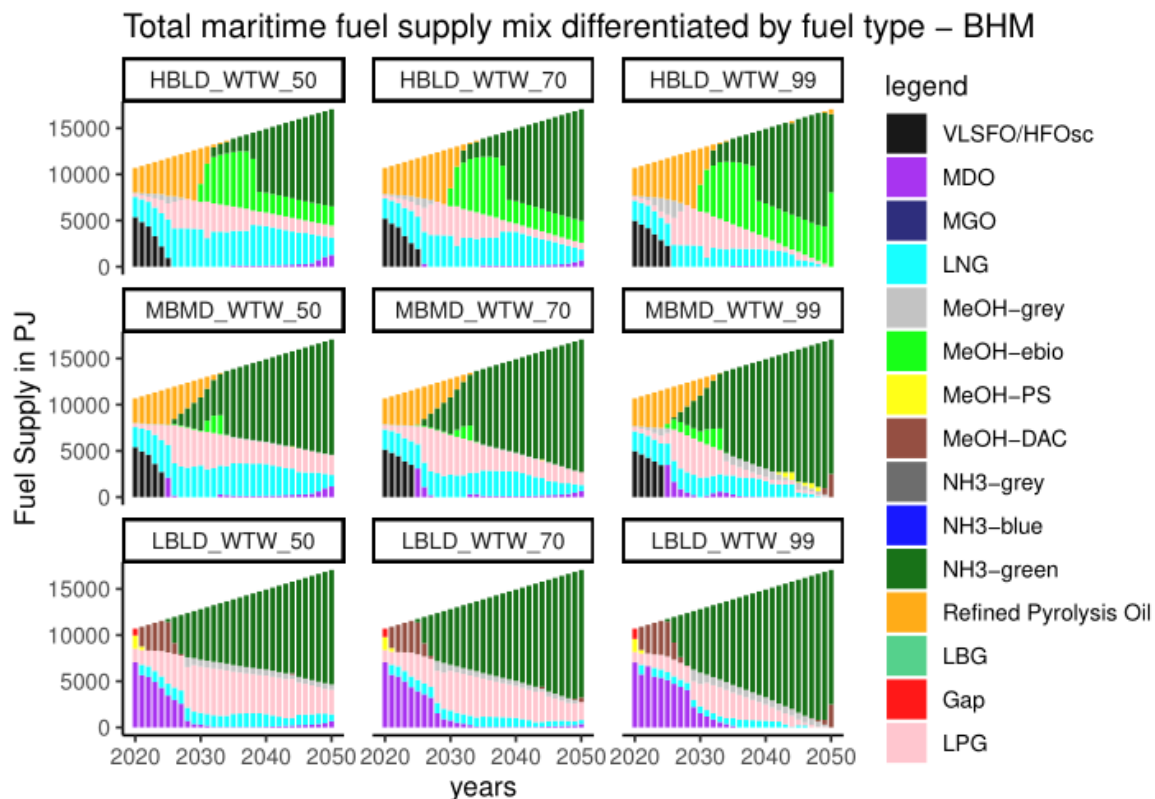 Total maritime fuel supply mix differentiated by fuel type – BHM
HBLD_WTW_50
HBLD_WTW_70
HBLD_WTW_99
15000
10000
5000
0
MBMD_WTW_50
MBMD_WTW_70
MBMD_WTW_99
15000
10000
5000
0
LBLD_WTW_50
LBLD_WTW_70
LBLD_WTW_99
15000
10000
5000
0
2020 2030 2040 2050
2020 2030 2040 2050
2020 2030 2040 2050
Fuel Supply in PJ
years
legend
VLSFO/HFOsc
MDO
MGO
LNG
MeOH−grey
MeOH−ebio
MeOH−PS
MeOH−DAC
NH3−grey
NH3−blue
NH3−green
Refined Pyrolysis Oil
LBG
Gap
LPG